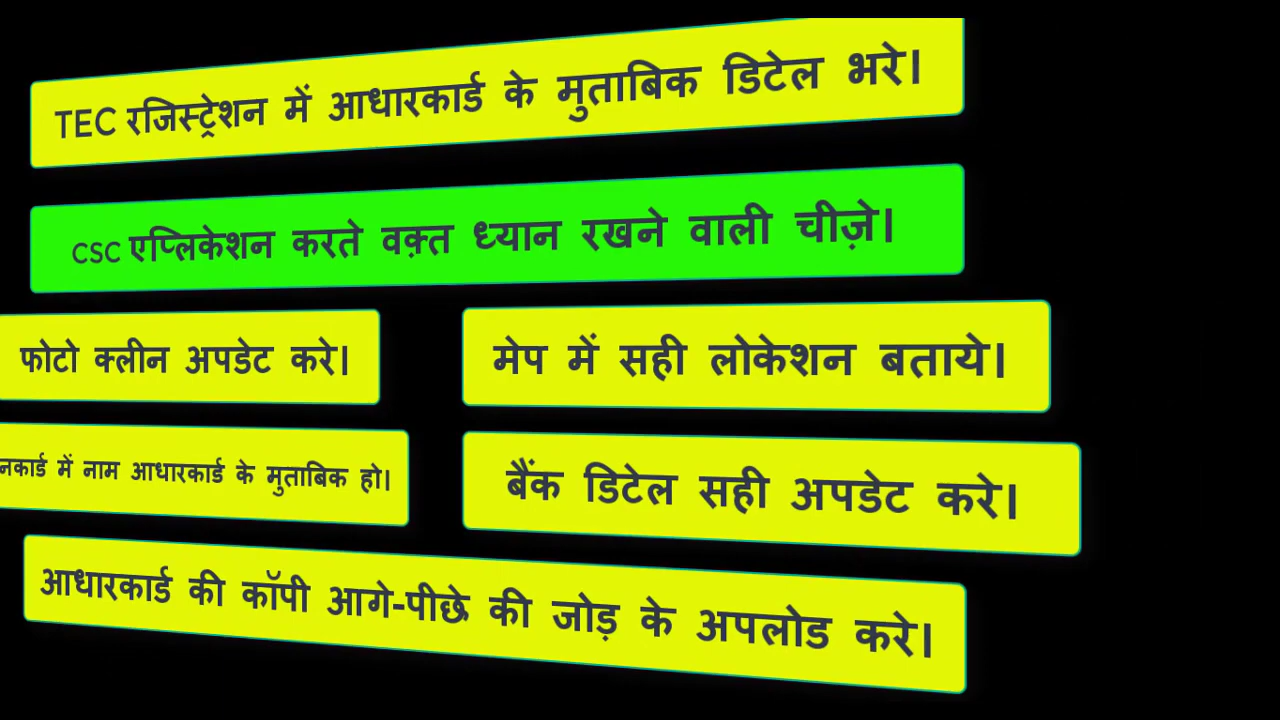 TEC रजिस्ट्रेशन में आधारकार्ड के मुताबिक डिटेल भरे।
CSC एप्लिकेशन करते वक़्त ध्यान रखने वाली चीज़े।
फोटो क्लीन अपडेट करे।
मेप में सही लोकेशन बताये।
में नाम आधारकार्ड के मुताबिक हो।
बैंक डिटेल सही अपडेट करे।
आधारकार्ड की कॉपी आगे-पीछे की जोड़ के अपलोड करे।